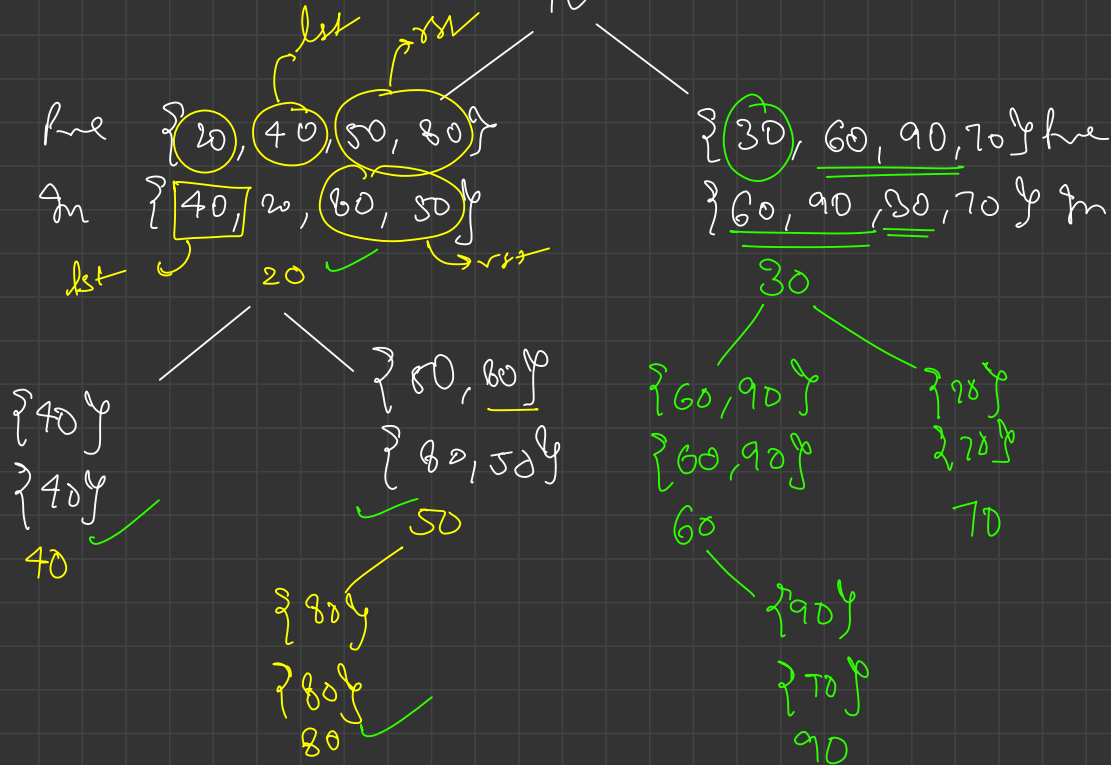 10
lst rst
Pre {20, 40, 50, 80} {30, 60, 90, 70} Pre
In {40, 20, 80, 50} {60, 90, 30, 70} In
lst 20 rst 30
{40} {50, 80} {60, 90} {70}
{40} {80, 50} {60, 90} {70}
40 50 60 70
{80} {90}
{80}
80 90